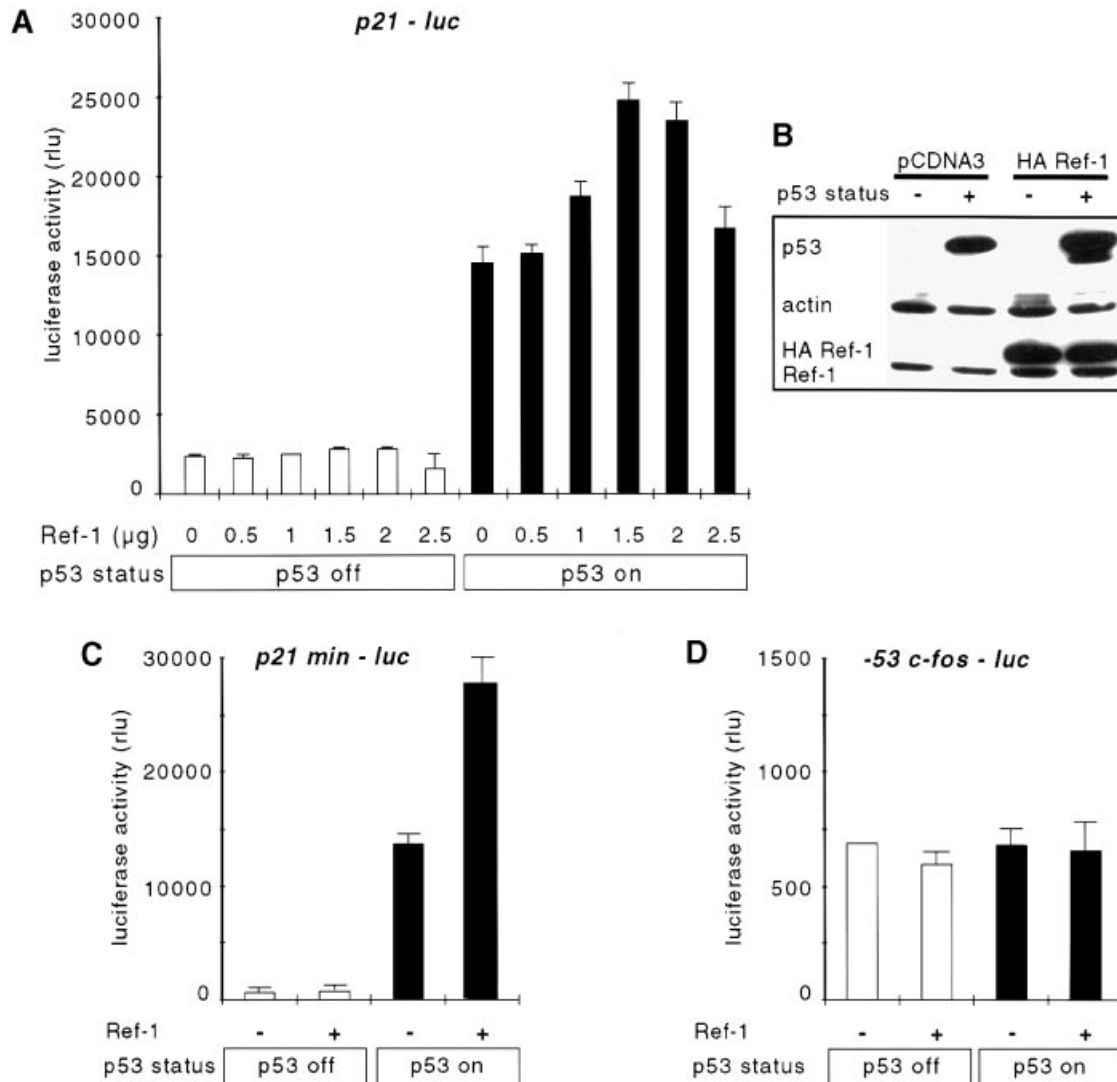 A
p21 - luc
30000
25000
20000
15000
10000
5000
0
luciferase activity (rlu)
Ref-1 (µg) 0 0.5 1 1.5 2 2.5 0 0.5 1 1.5 2 2.5
p53 status p53 off p53 on
B
pCDNA3 HA Ref-1
p53 status - + - +
p53
actin
HA Ref-1
Ref-1
C
p21 min - luc
30000
20000
10000
0
luciferase activity (rlu)
Ref-1 - + - +
p53 status p53 off p53 on
D
-53 c-fos - luc
1500
1000
500
0
luciferase activity (rlu)
Ref-1 - + - +
p53 status p53 off p53 on